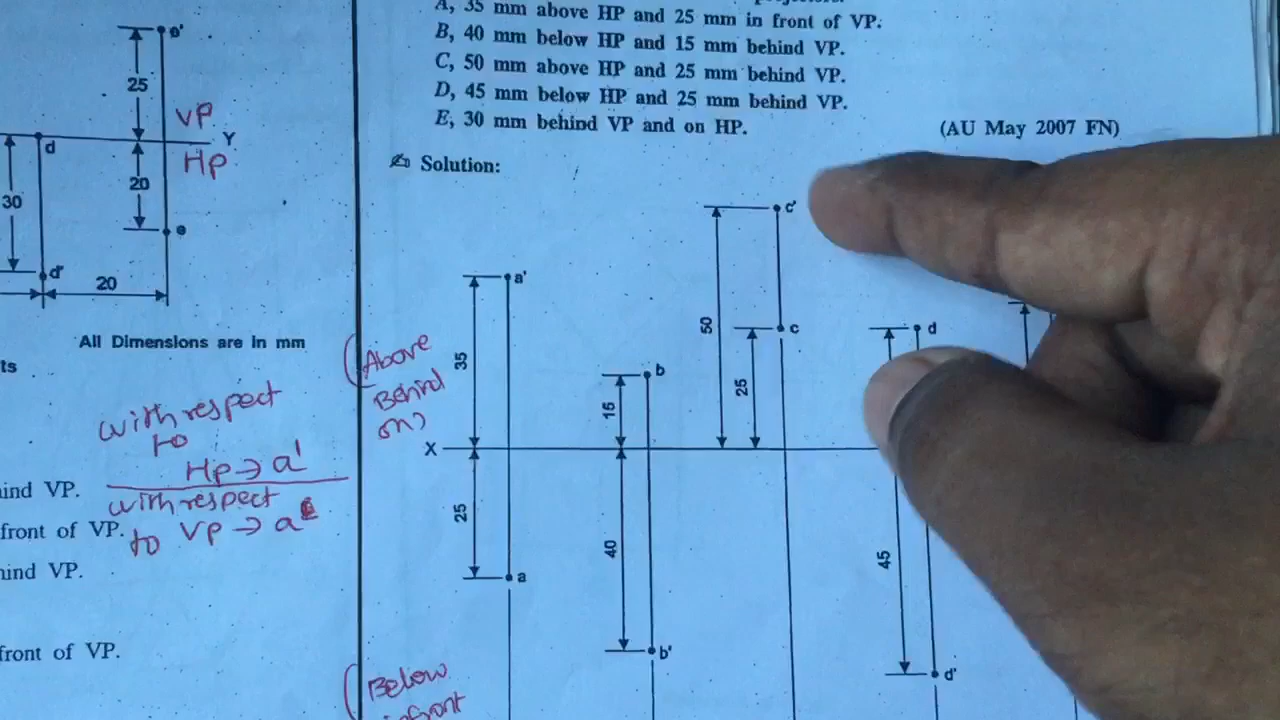 A, 35 mm above HP and 25 mm in front of VP.
B, 40 mm below HP and 15 mm behind VP.
C, 50 mm above HP and 25 mm behind VP.
D, 45 mm below HP and 25 mm behind VP.
E, 30 mm behind VP and on HP.
(AU May 2007 FN)
Solution:
e'
25
VP
Y
d
HP
20
30
e
d'
20
All Dimensions are in mm
ts
with respect
to
HP → a'
with respect
to VP → a
ind VP.
front of VP.
ind VP.
front of VP.
(Above
Behind
on)
(Below
infront
c'
a'
50
c
d
35
b
25
15
X
25
40
45
a
b'
d'